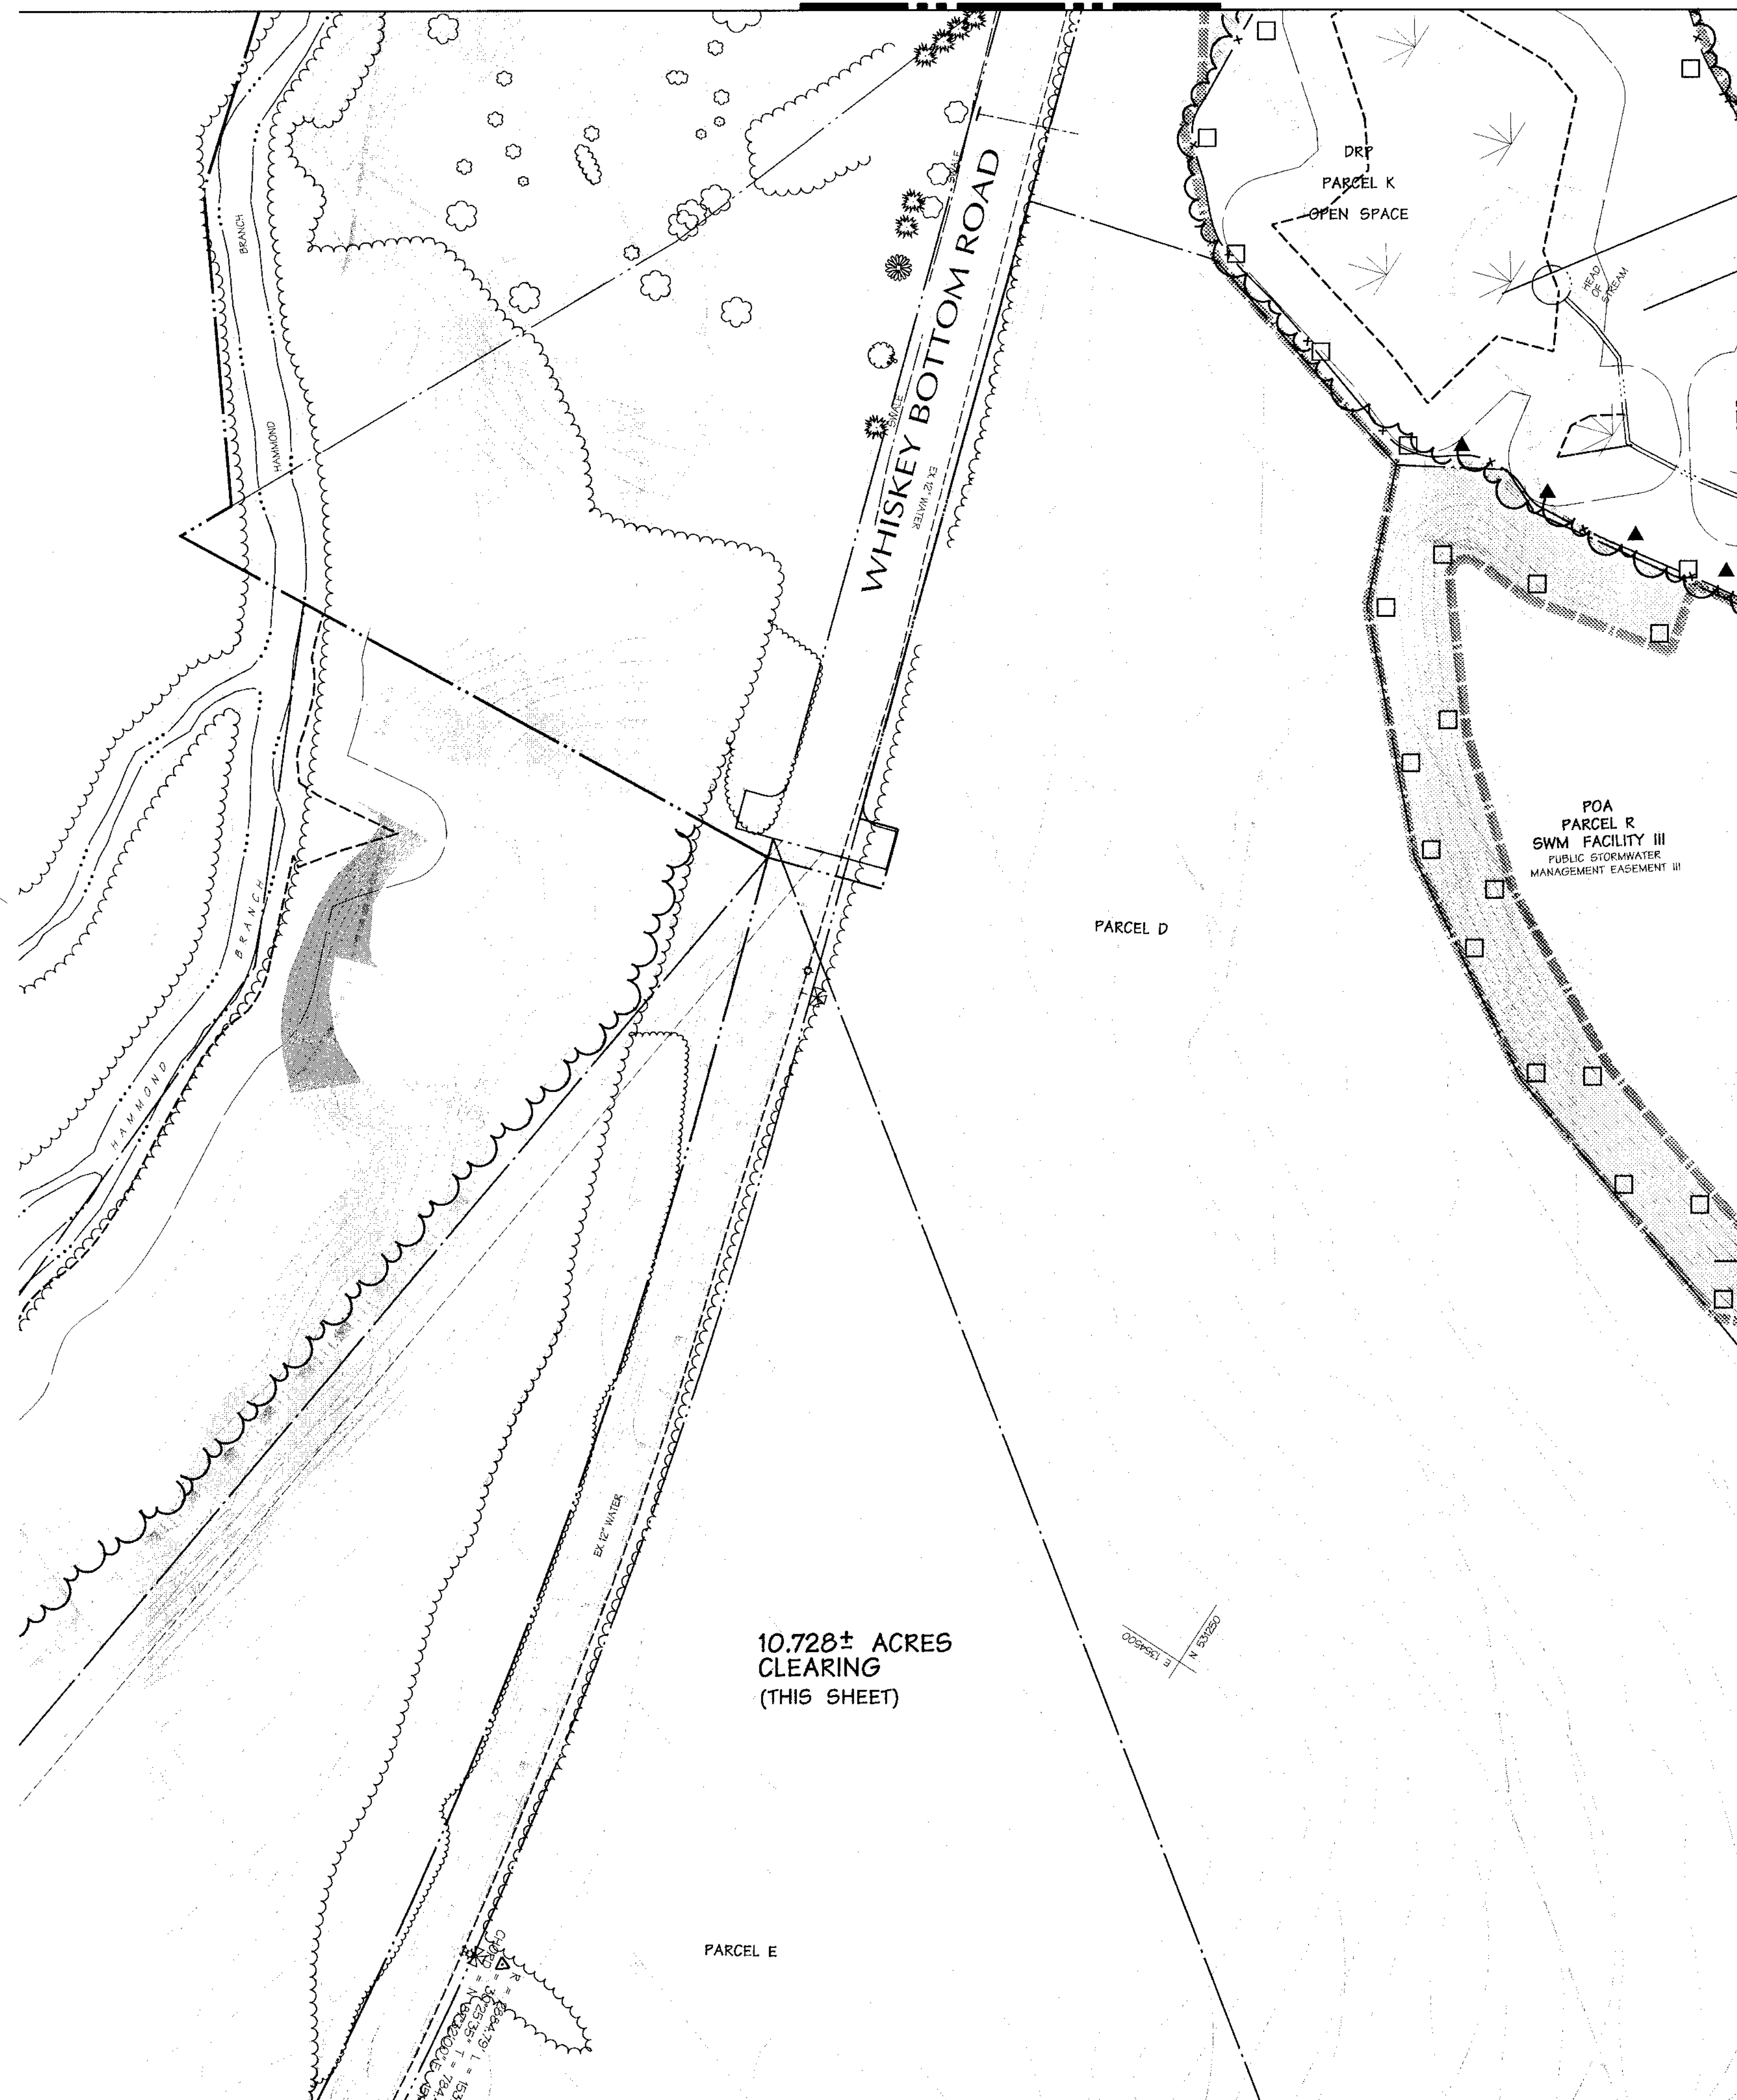 DRP
PARCEL K
OPEN SPACE
HEAD
OF
STREAM
BRANCH
HAMMOND
SWALE
SWALE
WHISKEY BOTTOM ROAD
EX. 12" WATER
POA
PARCEL R
SWM FACILITY III
PUBLIC STORMWATER
MANAGEMENT EASEMENT III
PARCEL D
BRANCH
HAMMOND
EX. 12" WATER
10.728± ACRES
CLEARING
(THIS SHEET)
E 1354500
N 531250
PARCEL E
CHORD =